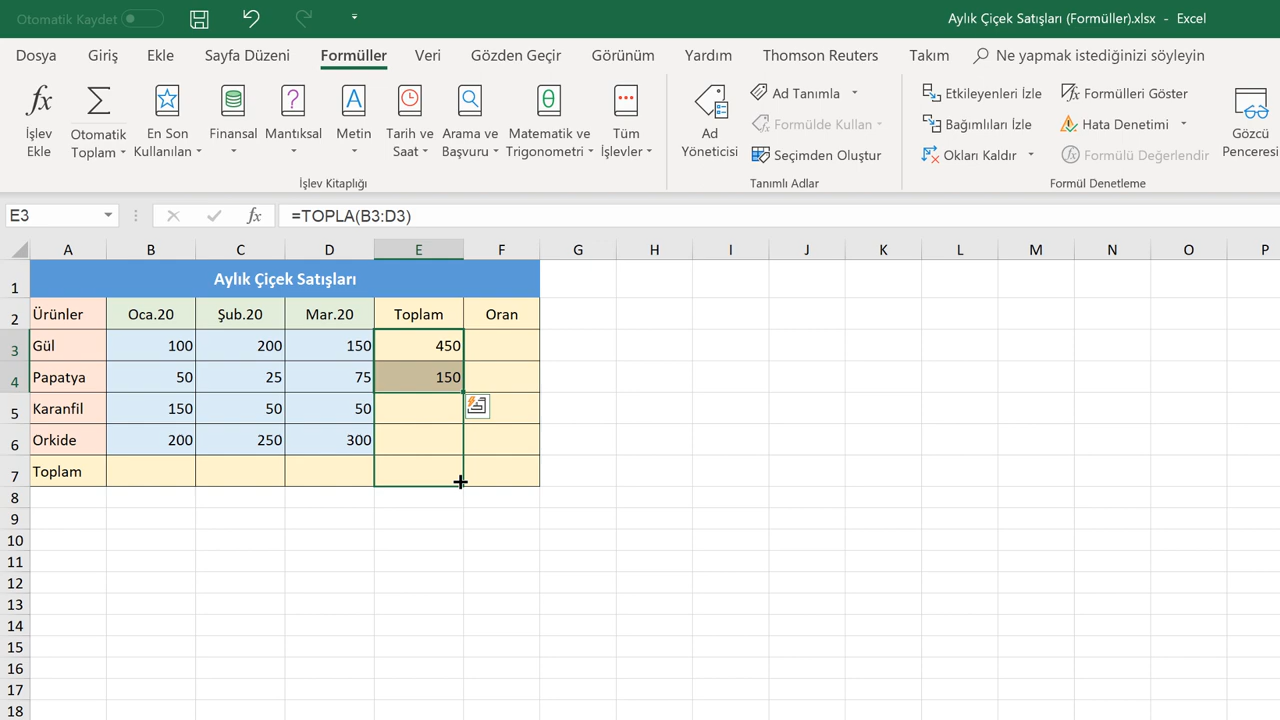 Otomatik Kaydet
Aylık Çiçek Satışları (Formüller).xlsx - Excel
Dosya Giriş Ekle Sayfa Düzeni Formüller Veri Gözden Geçir Görünüm Yardım Thomson Reuters Takım Ne yapmak istediğinizi söyleyin
İşlev Ekle
Otomatik Toplam
En Son Kullanılan
Finansal
Mantıksal
Metin
Tarih ve Saat
Arama ve Başvuru
Matematik ve Trigonometri
Tüm İşlevler
İşlev Kitaplığı
Ad Yöneticisi
Ad Tanımla
Formülde Kullan
Seçimden Oluştur
Tanımlı Adlar
Etkileyenleri İzle
Bağımlıları İzle
Okları Kaldır
Formülleri Göster
Hata Denetimi
Formülü Değerlendir
Formül Denetleme
Gözcü Penceresi
E3 fx =TOPLA(B3:D3)
A B C D E F G H I J K L M N O P
1 Aylık Çiçek Satışları
2 Ürünler Oca.20 Şub.20 Mar.20 Toplam Oran
3 Gül 100 200 150 450
4 Papatya 50 25 75 150
5 Karanfil 150 50 50
6 Orkide 200 250 300
7 Toplam
8
9
10
11
12
13
14
15
16
17
18